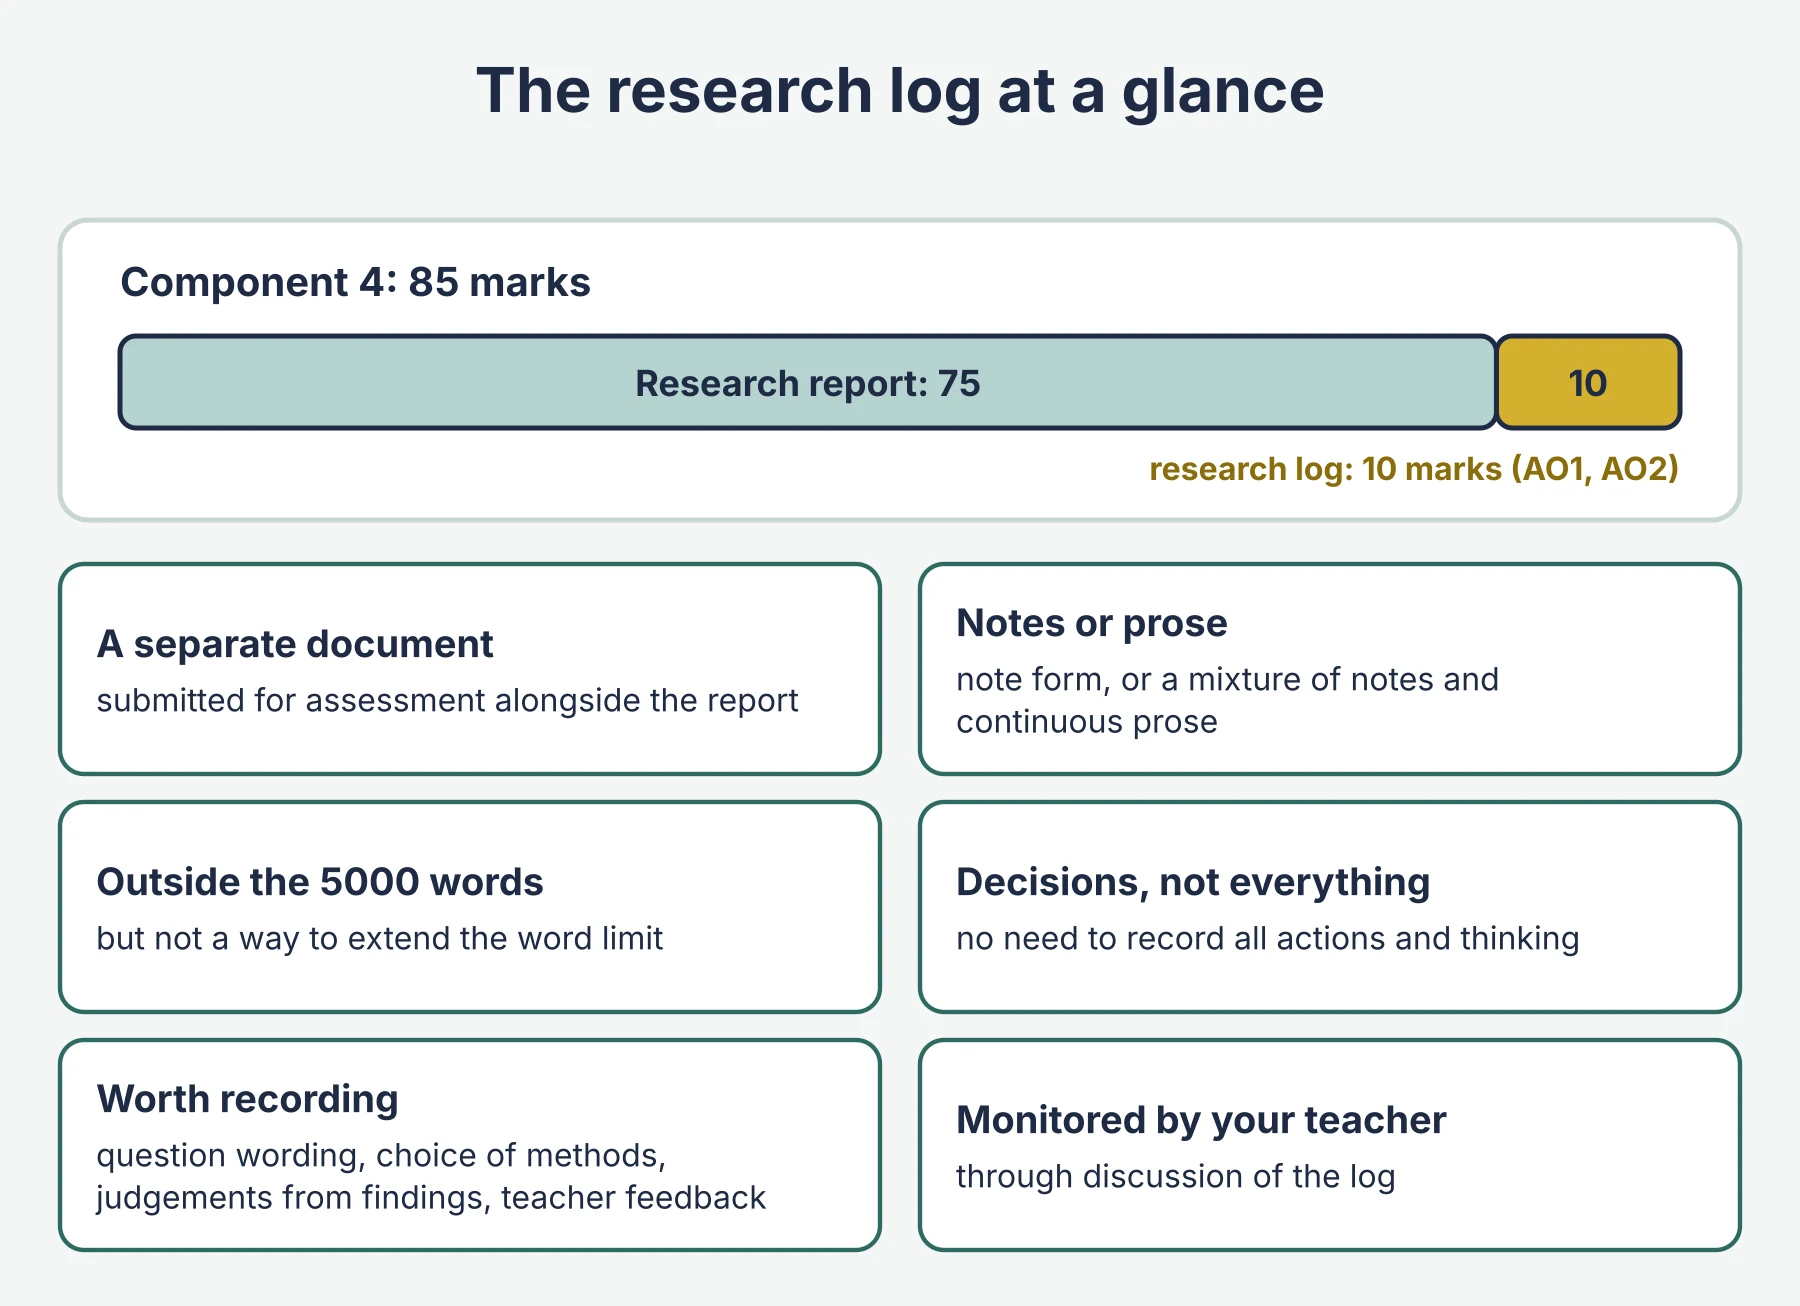 The research log at a glance
Component 4: 85 marks
Research report: 75
10
research log: 10 marks (AO1, AO2)
A separate document
submitted for assessment alongside the report
Notes or prose
note form, or a mixture of notes and
continuous prose
Outside the 5000 words
but not a way to extend the word limit
Decisions, not everything
no need to record all actions and thinking
Worth recording
question wording, choice of methods,
judgements from findings, teacher feedback
Monitored by your teacher
through discussion of the log